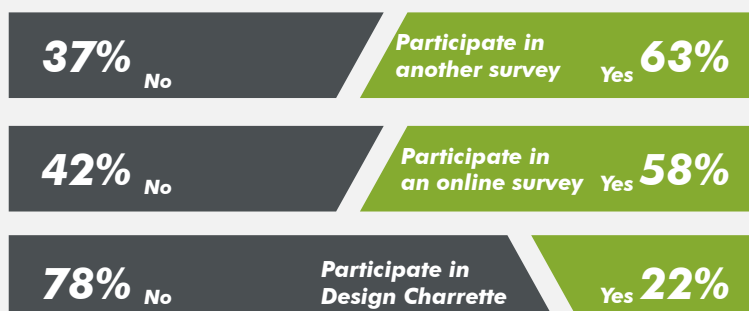 37% No Participate in
another survey Yes 63%
42% No Participate in
an online survey Yes 58%
78% No Participate in
Design Charrette Yes 22%